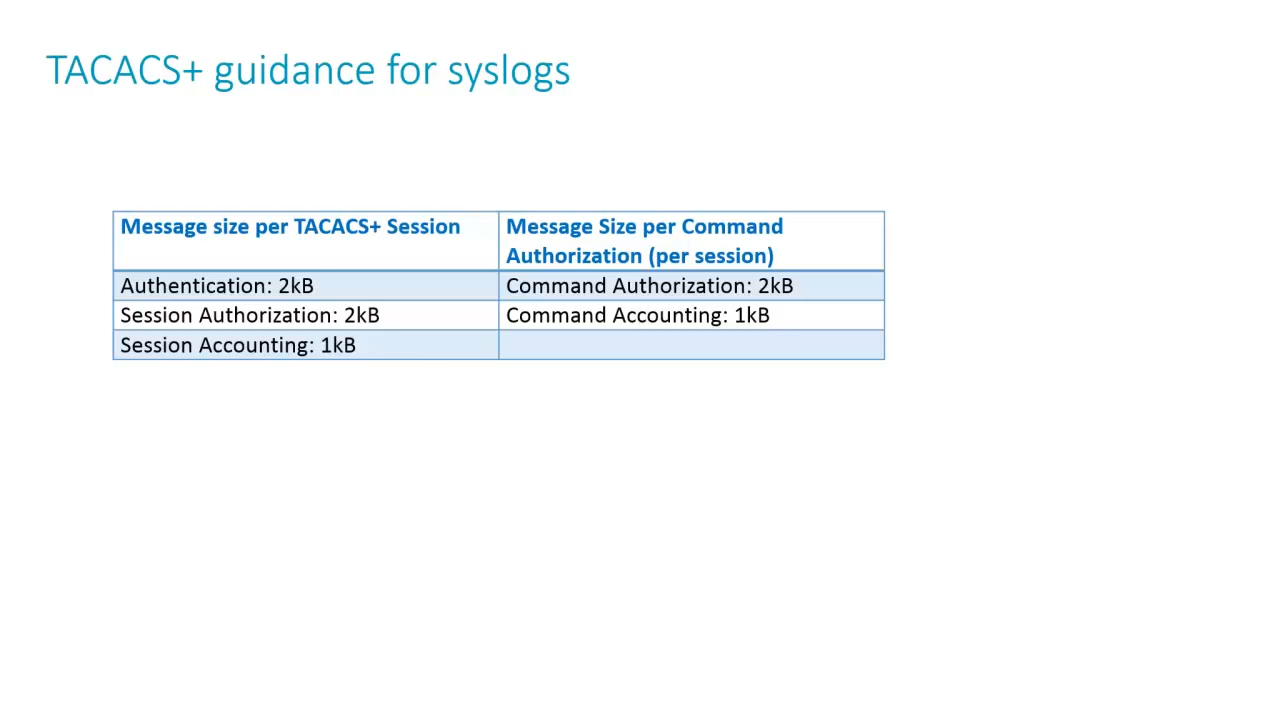 TACACS+ guidance for syslogs
Message size per TACACS+ Session
Message Size per Command
Authorization (per session)
Authentication: 2kB
Command Authorization: 2kB
Session Authorization: 2kB
Command Accounting: 1kB
Session Accounting: 1kB